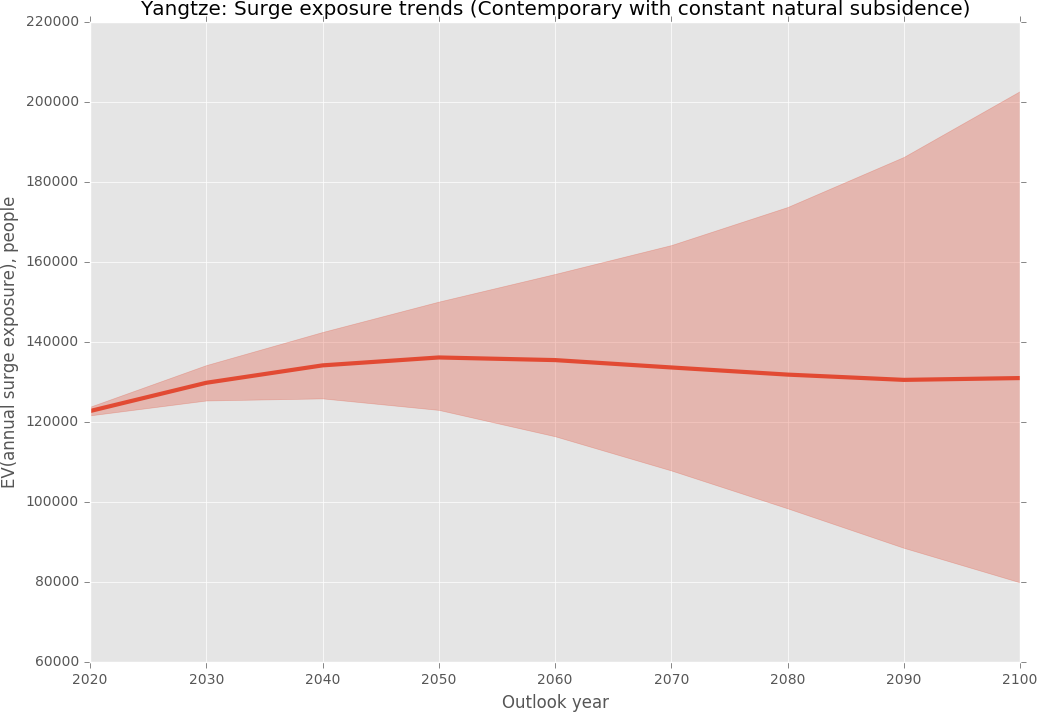 Yangtze: Surge exposure trends (Contemporary with constant natural subsidence)
EV(annual surge exposure), people
220000
200000
180000
160000
140000
120000
100000
80000
60000
2020 2030 2040 2050 2060 2070 2080 2090 2100
Outlook year